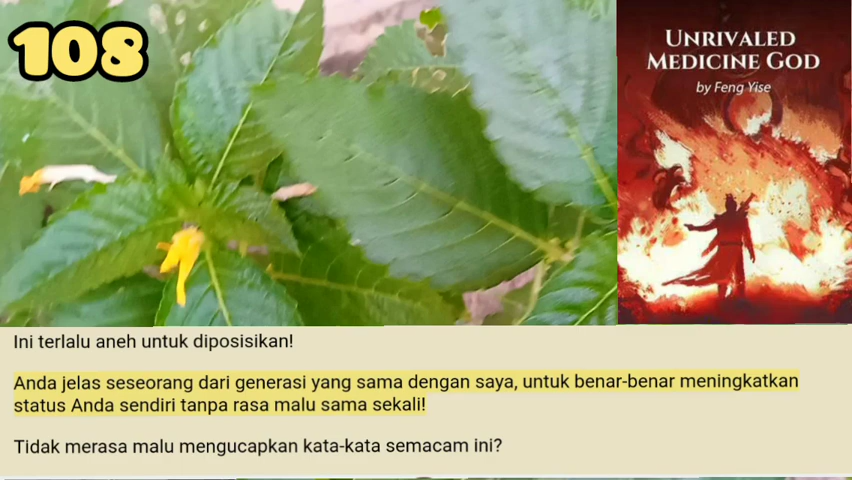 108
UNRIVALED
MEDICINE GOD
by Feng Yise
Ini terlalu aneh untuk diposisikan!
Anda jelas seseorang dari generasi yang sama dengan saya, untuk benar-benar meningkatkan
status Anda sendiri tanpa rasa malu sama sekali!
Tidak merasa malu mengucapkan kata-kata semacam ini?